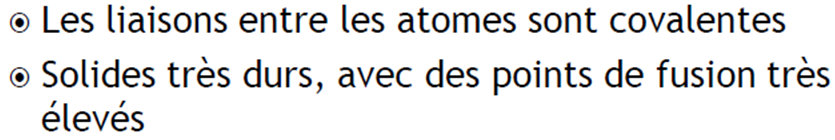 ⦿ Les liaisons entre les atomes sont covalentes
⦿ Solides très durs, avec des points de fusion très
élevés